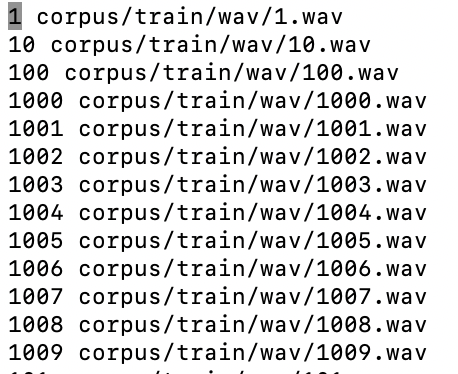 1 corpus/train/wav/1.wav
10 corpus/train/wav/10.wav
100 corpus/train/wav/100.wav
1000 corpus/train/wav/1000.wav
1001 corpus/train/wav/1001.wav
1002 corpus/train/wav/1002.wav
1003 corpus/train/wav/1003.wav
1004 corpus/train/wav/1004.wav
1005 corpus/train/wav/1005.wav
1006 corpus/train/wav/1006.wav
1007 corpus/train/wav/1007.wav
1008 corpus/train/wav/1008.wav
1009 corpus/train/wav/1009.wav